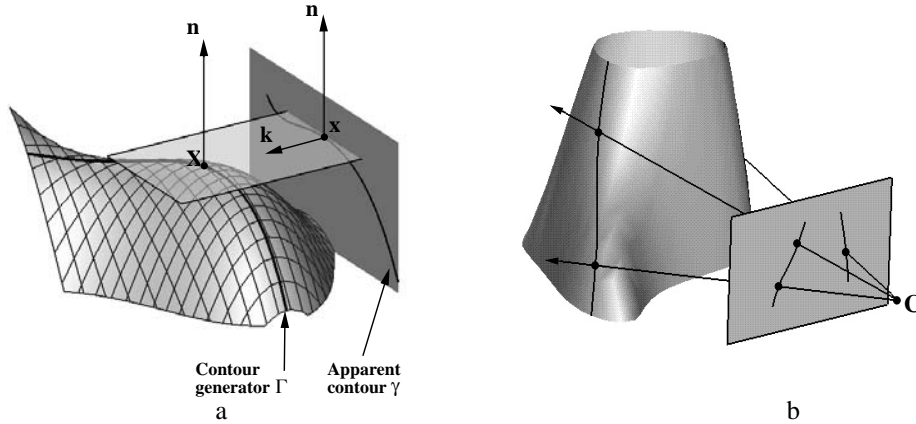 n
n
X
x
k
C
Contour
generator Γ
Apparent
contour γ
a
b